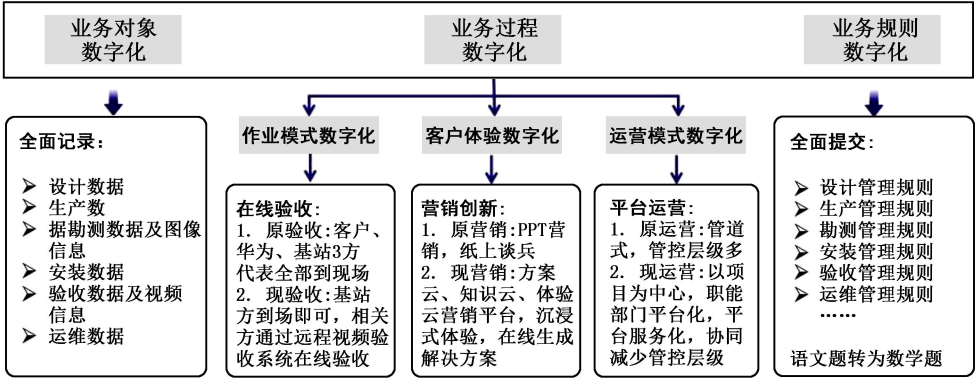 业务对象
数字化
业务过程
数字化
业务规则
数字化
全面记录：
➢ 设计数据
➢ 生产数
➢ 据勘测数据及图像
信息
➢ 安装数据
➢ 验收数据及视频
信息
➢ 运维数据
作业模式数字化
在线验收：
1. 原验收：客户、
华为、基站3方
代表全部到现场
2. 现验收：基站
方到场即可，相关
方通过远程视频验
收系统在线验收
客户体验数字化
营销创新：
1. 原营销：PPT营
销，纸上谈兵
2. 现营销：方案
云、知识云、体验
云营销平台，沉浸
式体验，在线生成
解决方案
运营模式数字化
平台运营：
1. 原运营：管道
式，管控层级多
2. 现运营：以项
目为中心，职能
部门平台化，平
台服务化，协同
减少管控层级
全面提交：
➢ 设计管理规则
➢ 生产管理规则
➢ 勘测管理规则
➢ 安装管理规则
➢ 验收管理规则
➢ 运维管理规则
……
语文题转为数学题